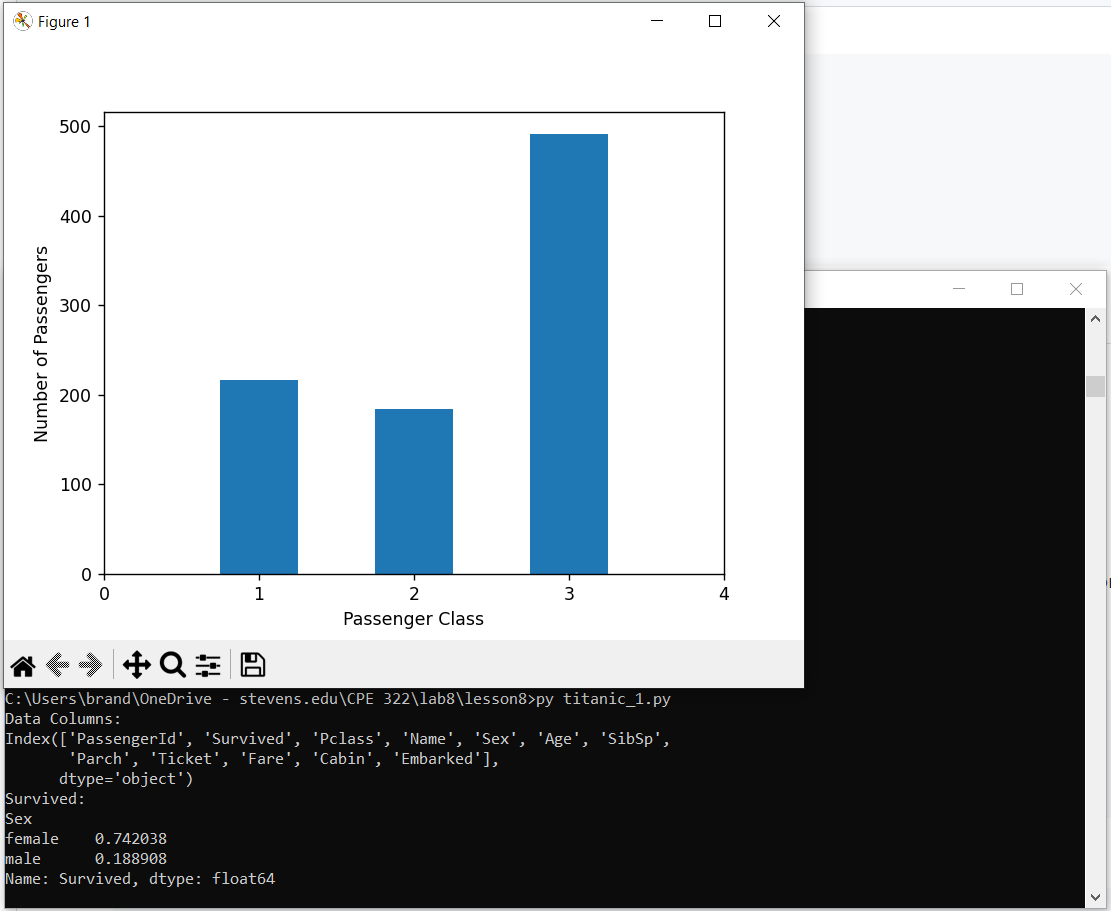 Figure 1
500
400
300
200
100
0
Number of Passengers
0 1 2 3 4
Passenger Class
C:\Users\brand\OneDrive - stevens.edu\CPE 322\lab8\lesson8>py titanic_1.py
Data Columns:
Index(['PassengerId', 'Survived', 'Pclass', 'Name', 'Sex', 'Age', 'SibSp',
       'Parch', 'Ticket', 'Fare', 'Cabin', 'Embarked'],
      dtype='object')
Survived:
Sex
female    0.742038
male      0.188908
Name: Survived, dtype: float64